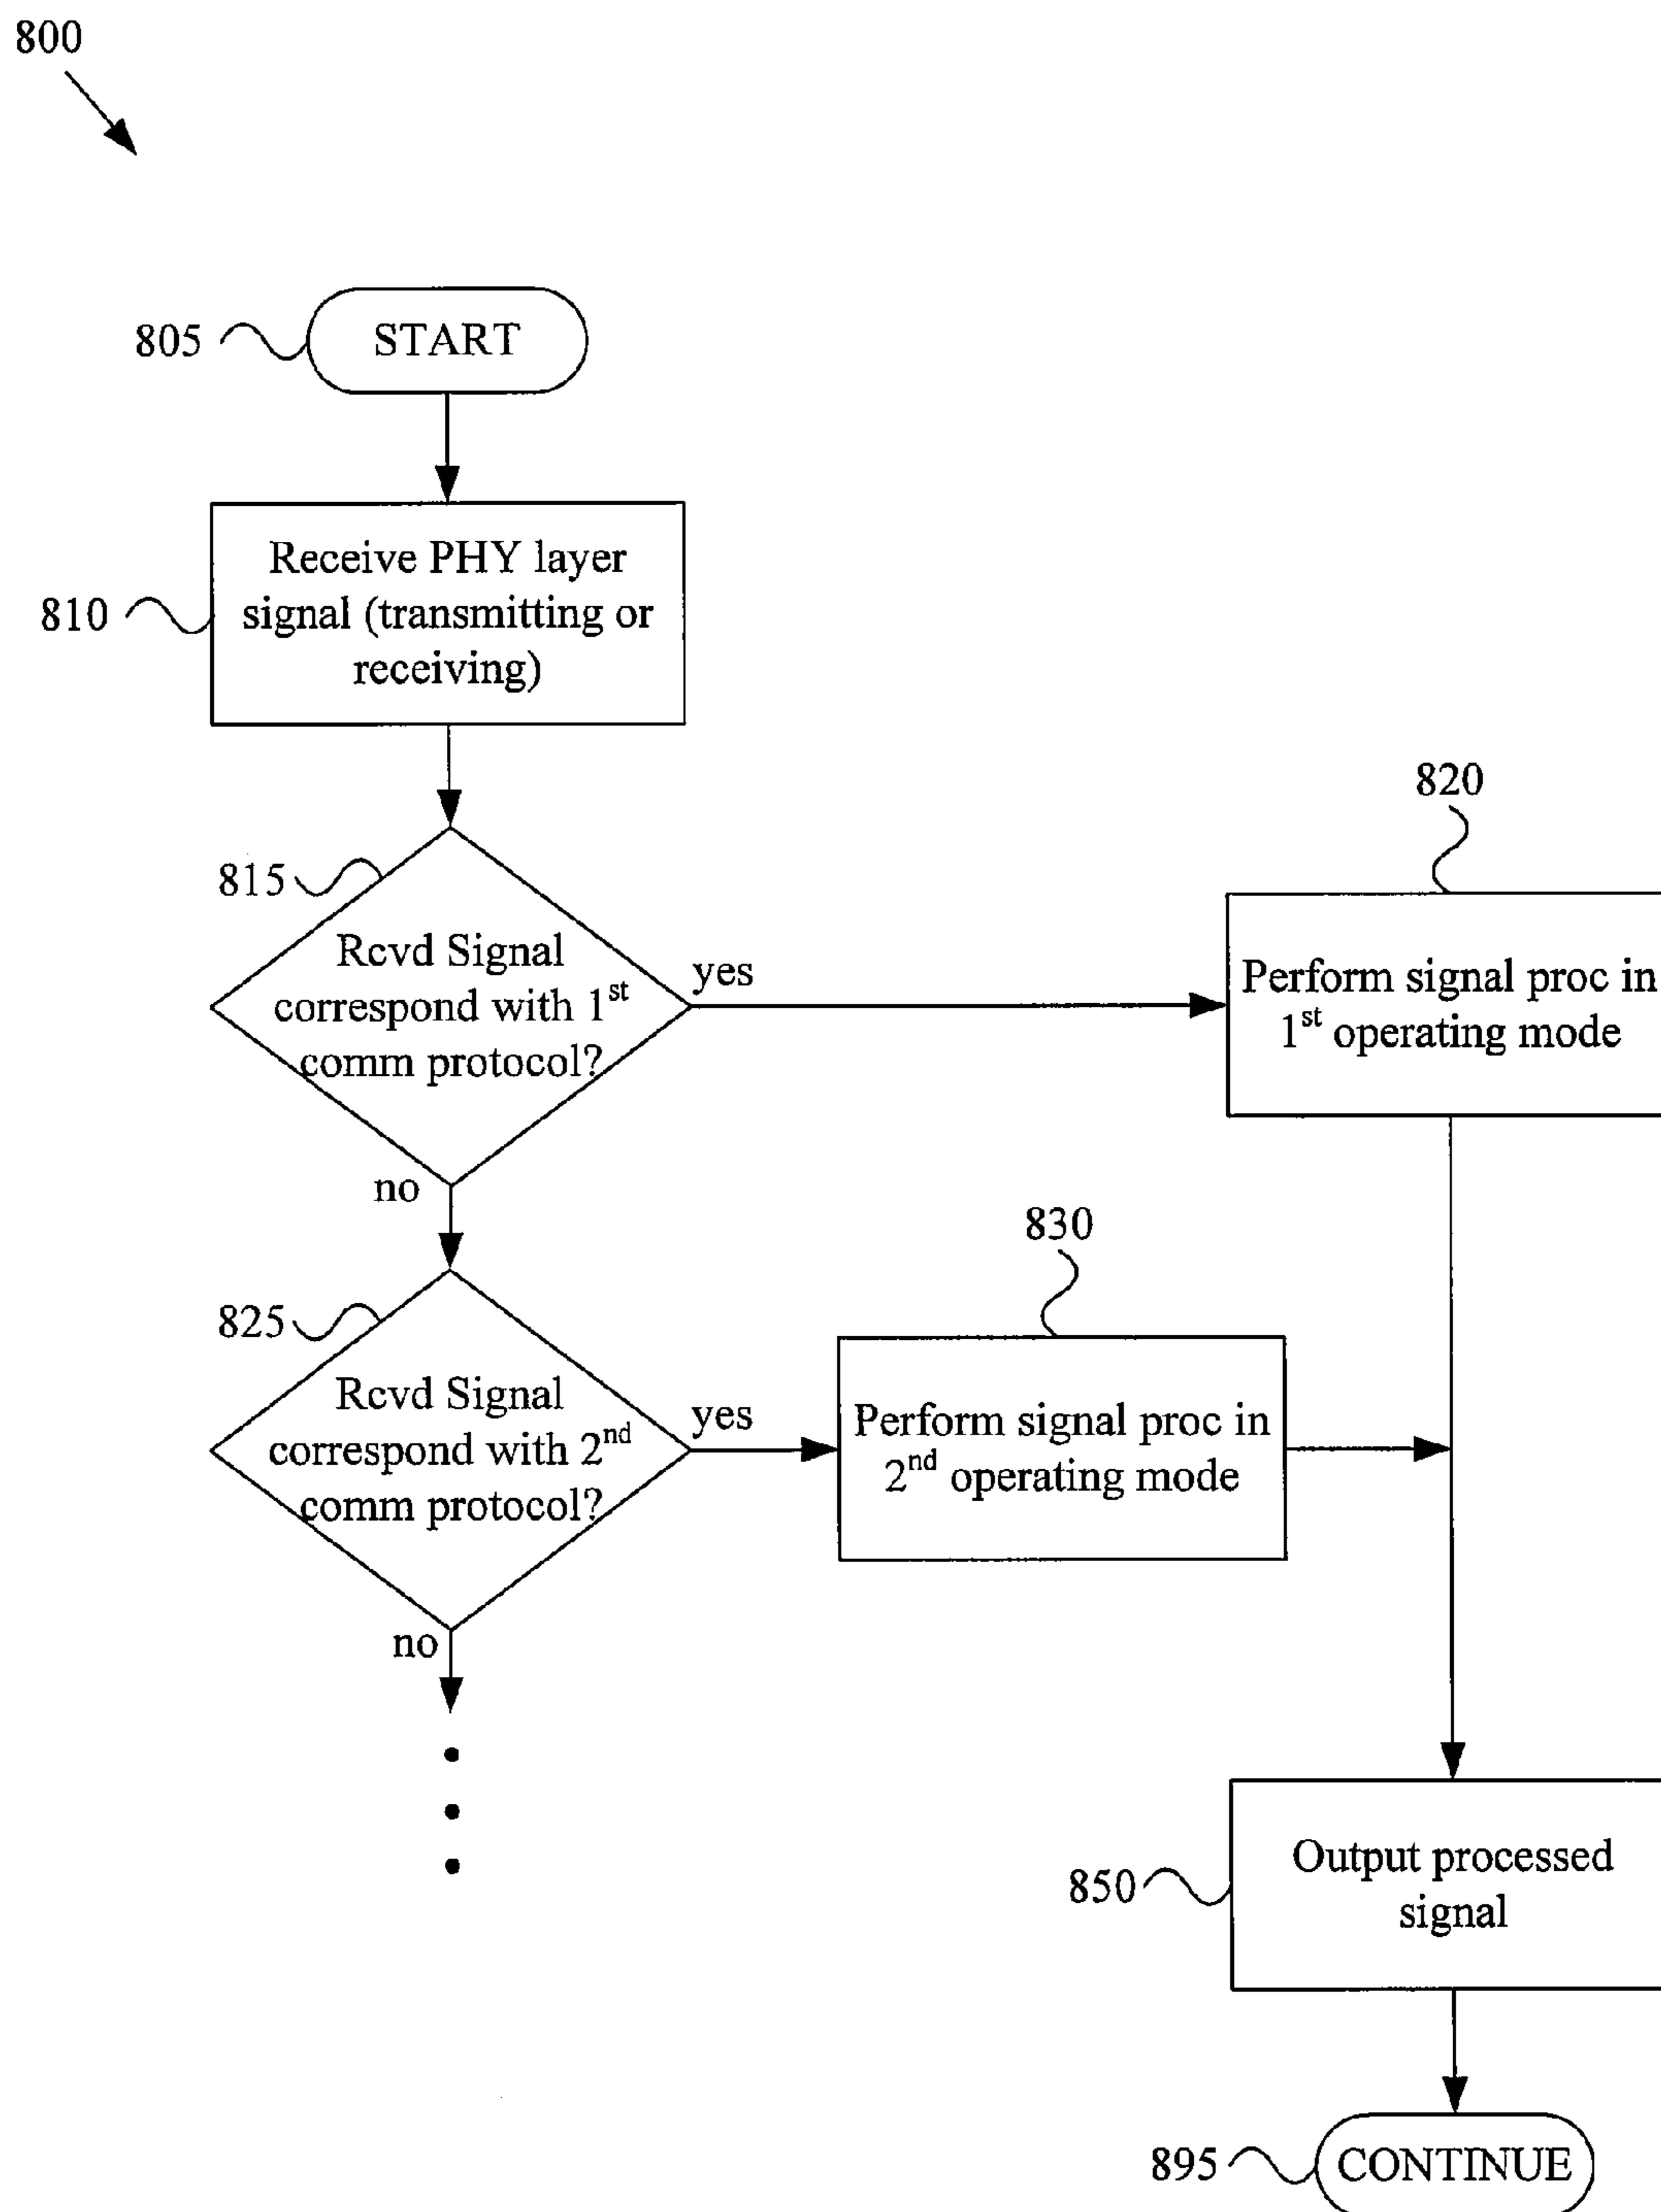 800
805
START
810
Receive PHY layer
signal (transmitting or
receiving)
815
Rcvd Signal
correspond with 1st
comm protocol?
yes
no
820
Perform signal proc in
1st operating mode
825
Rcvd Signal
correspond with 2nd
comm protocol?
yes
no
830
Perform signal proc in
2nd operating mode
850
Output processed
signal
895
CONTINUE